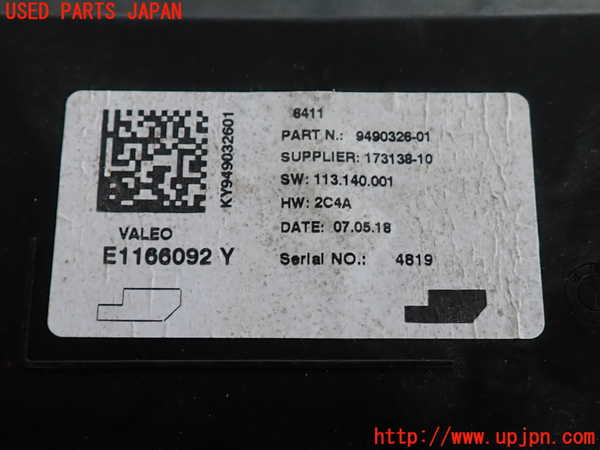 USED PARTS JAPAN
KY949032601
VALEO
E1166092 Y
6411
PART N.: 9490326-01
SUPPLIER: 173138-10
SW: 113.140.001
HW: 2C4A
DATE: 07.05.18
Serial NO.: 4819
http://www.upjpn.com/